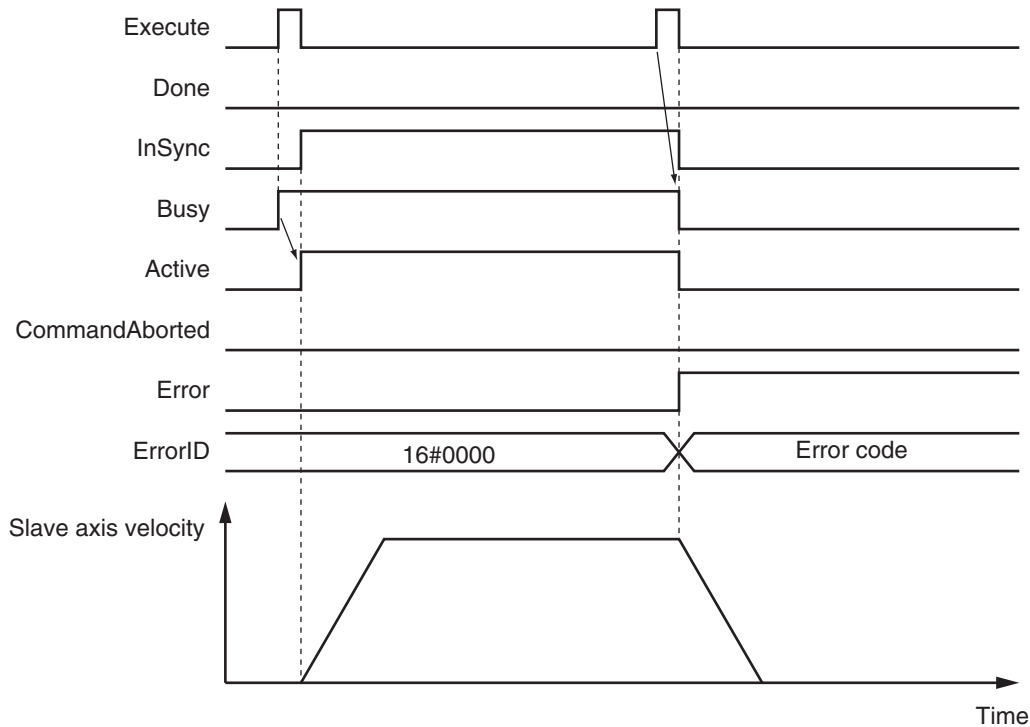 Execute
Done
InSync
Busy
Active
CommandAborted
Error
ErrorID
16#0000
Error code
Slave axis velocity
Time